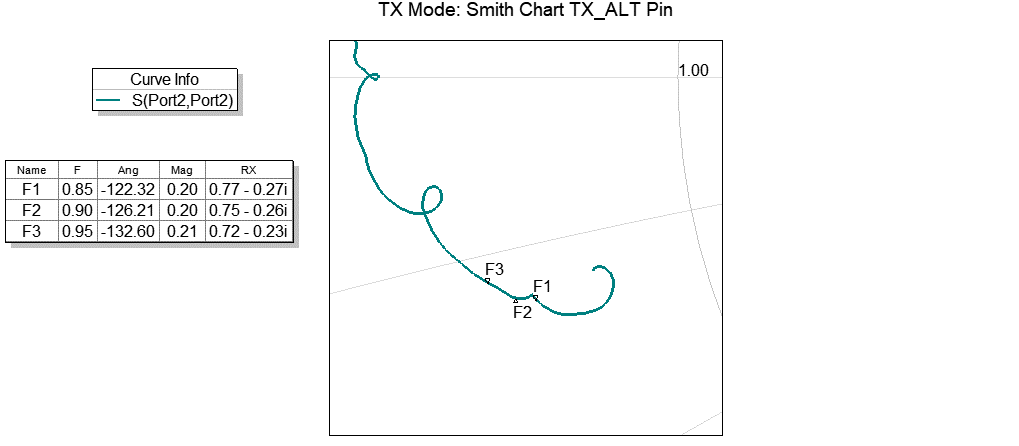 TX Mode: Smith Chart TX_ALT Pin
Curve Info
S(Port2,Port2)
Name F Ang Mag RX
F1 0.85 -122.32 0.20 0.77 - 0.27i
F2 0.90 -126.21 0.20 0.75 - 0.26i
F3 0.95 -132.60 0.21 0.72 - 0.23i
1.00
F3
F1
F2